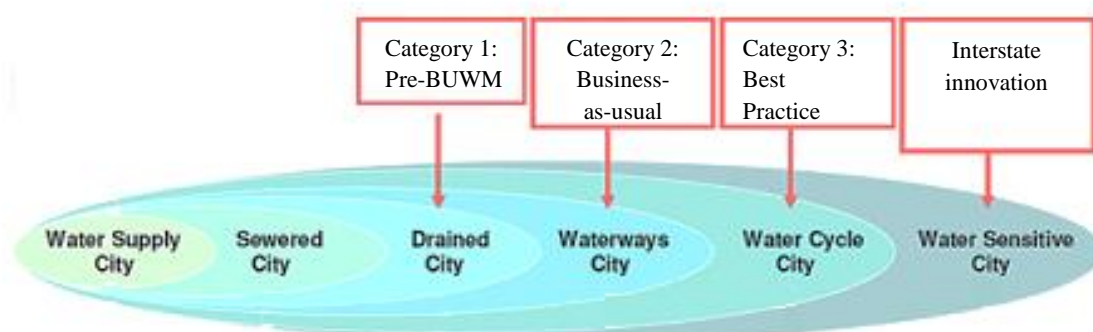 Category 1:
Pre-BUWM
Category 2:
Business-
as-usual
Category 3:
Best
Practice
Interstate
innovation
Water Supply
City
Sewered
City
Drained
City
Waterways
City
Water Cycle
City
Water Sensitive
City